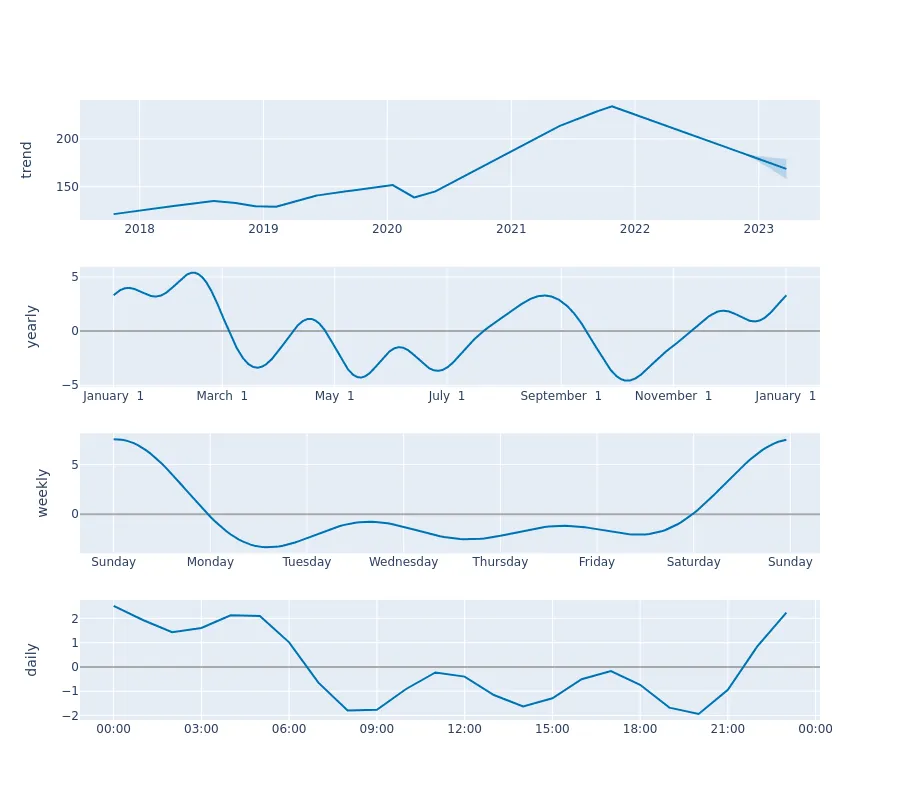 trend
200
150
2018 2019 2020 2021 2022 2023
yearly
5
0
−5
January 1 March 1 May 1 July 1 September 1 November 1 January 1
weekly
5
0
Sunday Monday Tuesday Wednesday Thursday Friday Saturday Sunday
daily
2
1
0
−1
−2
00:00 03:00 06:00 09:00 12:00 15:00 18:00 21:00 00:00